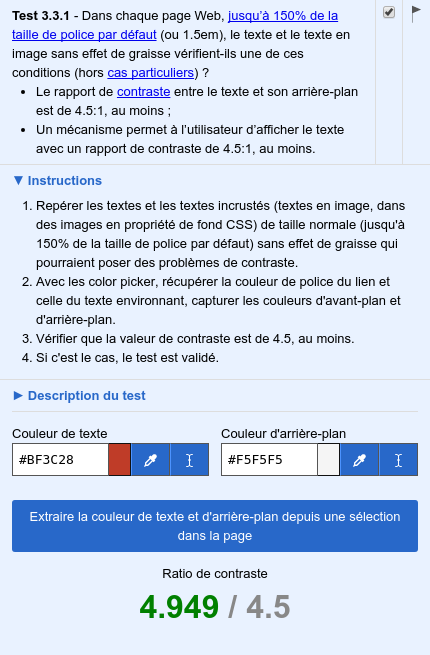 Test 3.3.1 - Dans chaque page Web, jusqu'à 150% de la
taille de police par défaut (ou 1.5em), le texte et le texte en
image sans effet de graisse vérifient-ils une de ces
conditions (hors cas particuliers) ?
• Le rapport de contraste entre le texte et son arrière-plan
est de 4.5:1, au moins ;
• Un mécanisme permet à l'utilisateur d'afficher le texte
avec un rapport de contraste de 4.5:1, au moins.
▼ Instructions
1. Repérer les textes et les textes incrustés (textes en image, dans
des images en propriété de fond CSS) de taille normale (jusqu'à
150% de la taille de police par défaut) sans effet de graisse qui
pourraient poser des problèmes de contraste.
2. Avec les color picker, récupérer la couleur de police du lien et
celle du texte environnant, capturer les couleurs d'avant-plan et
d'arrière-plan.
3. Vérifier que la valeur de contraste est de 4.5, au moins.
4. Si c'est le cas, le test est validé.
► Description du test
Couleur de texte
Couleur d'arrière-plan
#BF3C28
#F5F5F5
Extraire la couleur de texte et d'arrière-plan depuis une sélection
dans la page
Ratio de contraste
4.949 / 4.5